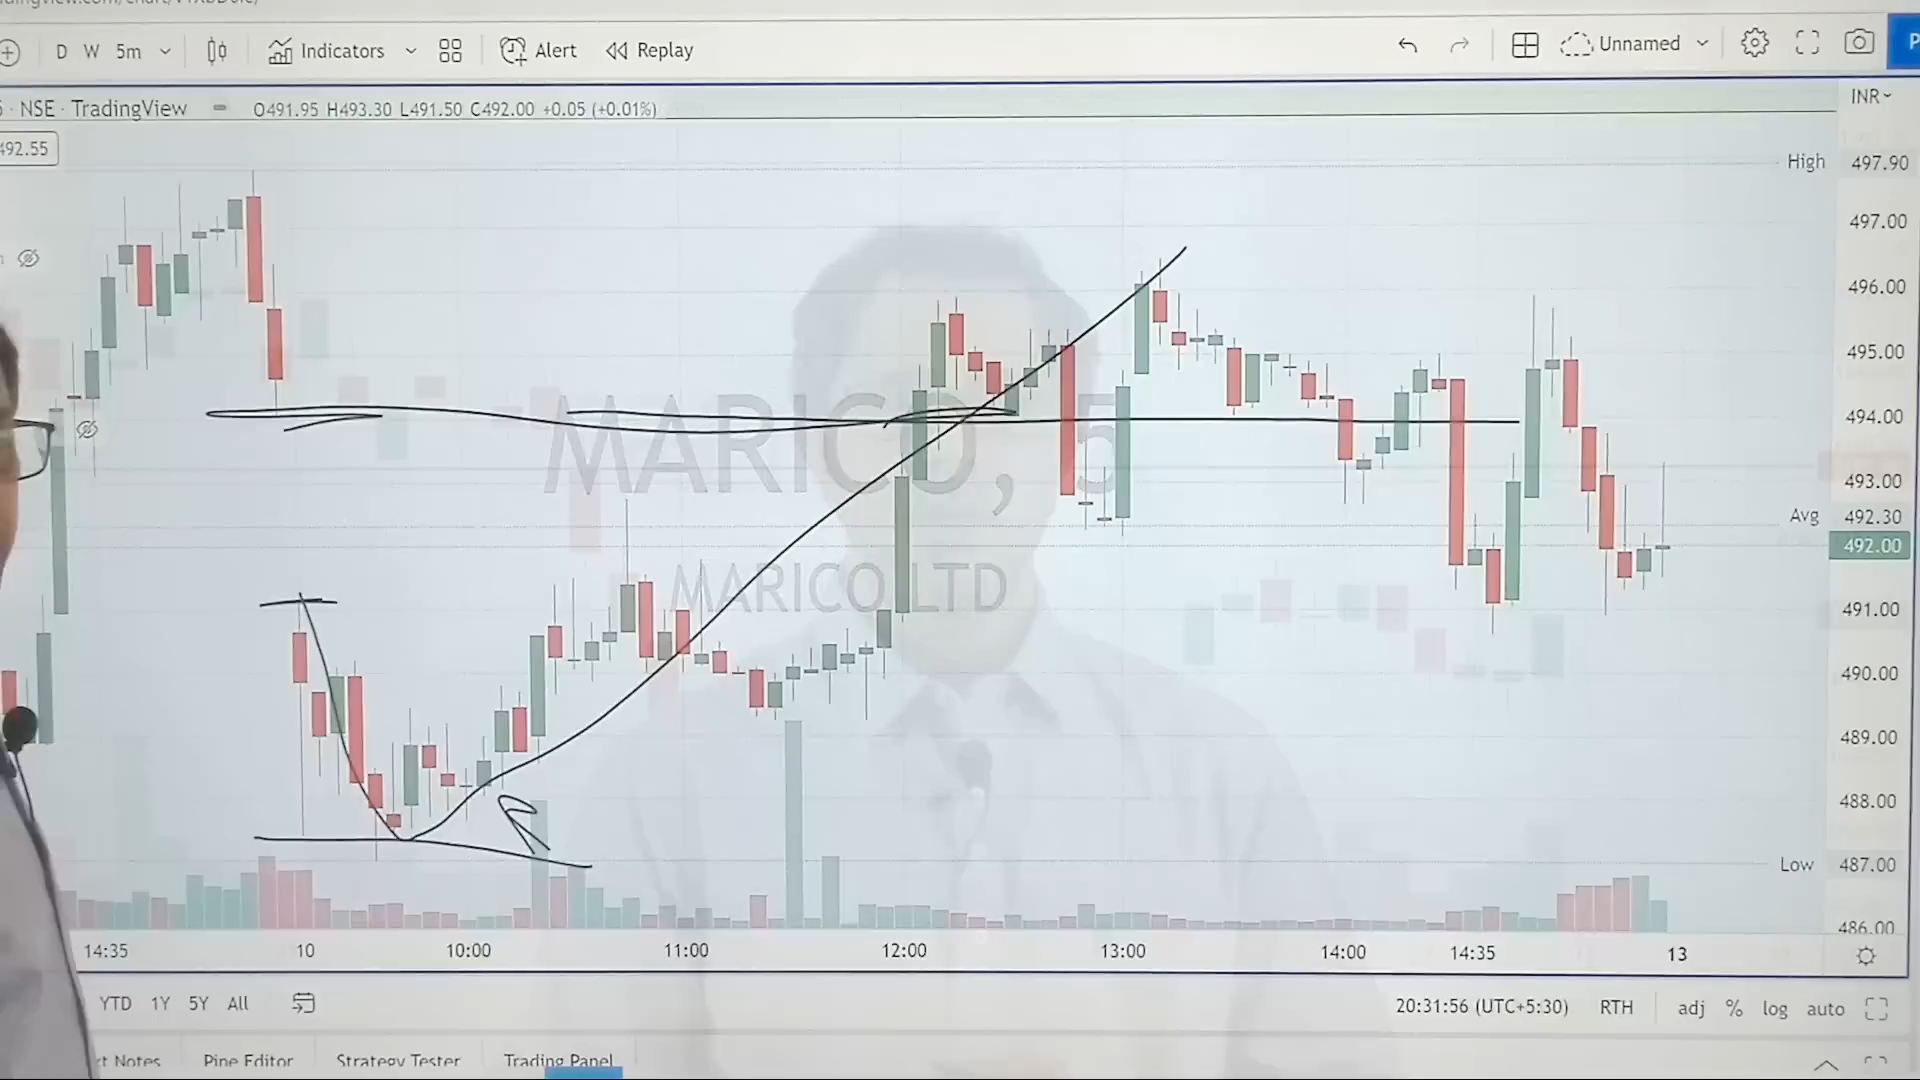 D W 5m Indicators Alert Replay Unnamed
NSE · TradingView O491.95 H493.30 L491.50 C492.00 +0.05 (+0.01%) INR
492.55
High 497.90
497.00
496.00
495.00
494.00
493.00
Avg 492.30
492.00
491.00
490.00
489.00
488.00
Low 487.00
486.00
MARICO, 5
MARICO LTD
14:35 10 10:00 11:00 12:00 13:00 14:00 14:35 13
YTD 1Y 5Y All 20:31:56 (UTC+5:30) RTH adj % log auto
Notes Pine Editor Strategy Tester Trading Panel